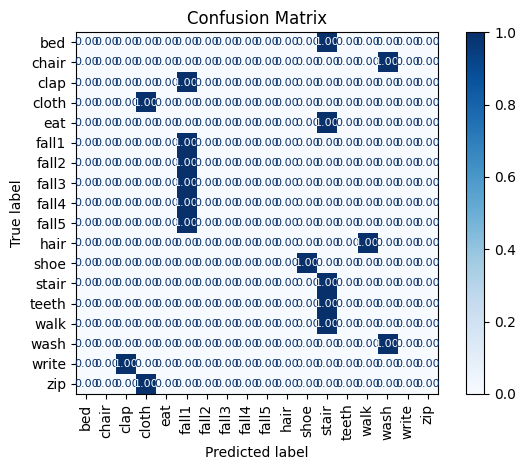 Confusion Matrix
True label
bed 0.00 0.00 0.00 0.00 0.00 0.00 0.00 0.00 0.00 0.00 0.00 0.00 1.00 0.00 0.00 0.00 0.00 0.00
chair 0.00 0.00 0.00 0.00 0.00 0.00 0.00 0.00 0.00 0.00 0.00 0.00 0.00 0.00 0.00 1.00 0.00 0.00
clap 0.00 0.00 0.00 0.00 0.00 1.00 0.00 0.00 0.00 0.00 0.00 0.00 0.00 0.00 0.00 0.00 0.00 0.00
cloth 0.00 0.00 0.00 1.00 0.00 0.00 0.00 0.00 0.00 0.00 0.00 0.00 0.00 0.00 0.00 0.00 0.00 0.00
eat 0.00 0.00 0.00 0.00 0.00 0.00 0.00 0.00 0.00 0.00 0.00 0.00 1.00 0.00 0.00 0.00 0.00 0.00
fall1 0.00 0.00 0.00 0.00 0.00 1.00 0.00 0.00 0.00 0.00 0.00 0.00 0.00 0.00 0.00 0.00 0.00 0.00
fall2 0.00 0.00 0.00 0.00 0.00 1.00 0.00 0.00 0.00 0.00 0.00 0.00 0.00 0.00 0.00 0.00 0.00 0.00
fall3 0.00 0.00 0.00 0.00 0.00 1.00 0.00 0.00 0.00 0.00 0.00 0.00 0.00 0.00 0.00 0.00 0.00 0.00
fall4 0.00 0.00 0.00 0.00 0.00 1.00 0.00 0.00 0.00 0.00 0.00 0.00 0.00 0.00 0.00 0.00 0.00 0.00
fall5 0.00 0.00 0.00 0.00 0.00 1.00 0.00 0.00 0.00 0.00 0.00 0.00 0.00 0.00 0.00 0.00 0.00 0.00
hair 0.00 0.00 0.00 0.00 0.00 0.00 0.00 0.00 0.00 0.00 0.00 0.00 0.00 0.00 1.00 0.00 0.00 0.00
shoe 0.00 0.00 0.00 0.00 0.00 0.00 0.00 0.00 0.00 0.00 0.00 1.00 0.00 0.00 0.00 0.00 0.00 0.00
stair 0.00 0.00 0.00 0.00 0.00 0.00 0.00 0.00 0.00 0.00 0.00 0.00 1.00 0.00 0.00 0.00 0.00 0.00
teeth 0.00 0.00 0.00 0.00 0.00 0.00 0.00 0.00 0.00 0.00 0.00 0.00 1.00 0.00 0.00 0.00 0.00 0.00
walk 0.00 0.00 0.00 0.00 0.00 0.00 0.00 0.00 0.00 0.00 0.00 0.00 1.00 0.00 0.00 0.00 0.00 0.00
wash 0.00 0.00 0.00 0.00 0.00 0.00 0.00 0.00 0.00 0.00 0.00 0.00 0.00 0.00 0.00 1.00 0.00 0.00
write 0.00 0.00 1.00 0.00 0.00 0.00 0.00 0.00 0.00 0.00 0.00 0.00 0.00 0.00 0.00 0.00 0.00 0.00
zip 0.00 0.00 0.00 1.00 0.00 0.00 0.00 0.00 0.00 0.00 0.00 0.00 0.00 0.00 0.00 0.00 0.00 0.00
bed chair clap cloth eat fall1 fall2 fall3 fall4 fall5 hair shoe stair teeth walk wash write zip
Predicted label
1.0
0.8
0.6
0.4
0.2
0.0